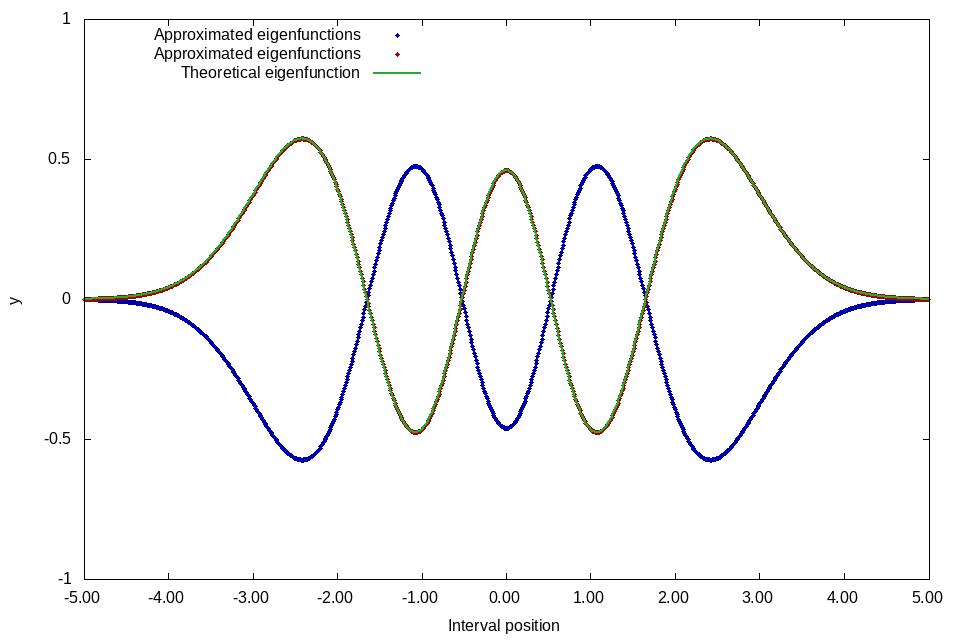 Approximated eigenfunctions
Approximated eigenfunctions
Theoretical eigenfunction
1
0.5
0
-0.5
-1
y
-5.00 -4.00 -3.00 -2.00 -1.00 0.00 1.00 2.00 3.00 4.00 5.00
Interval position